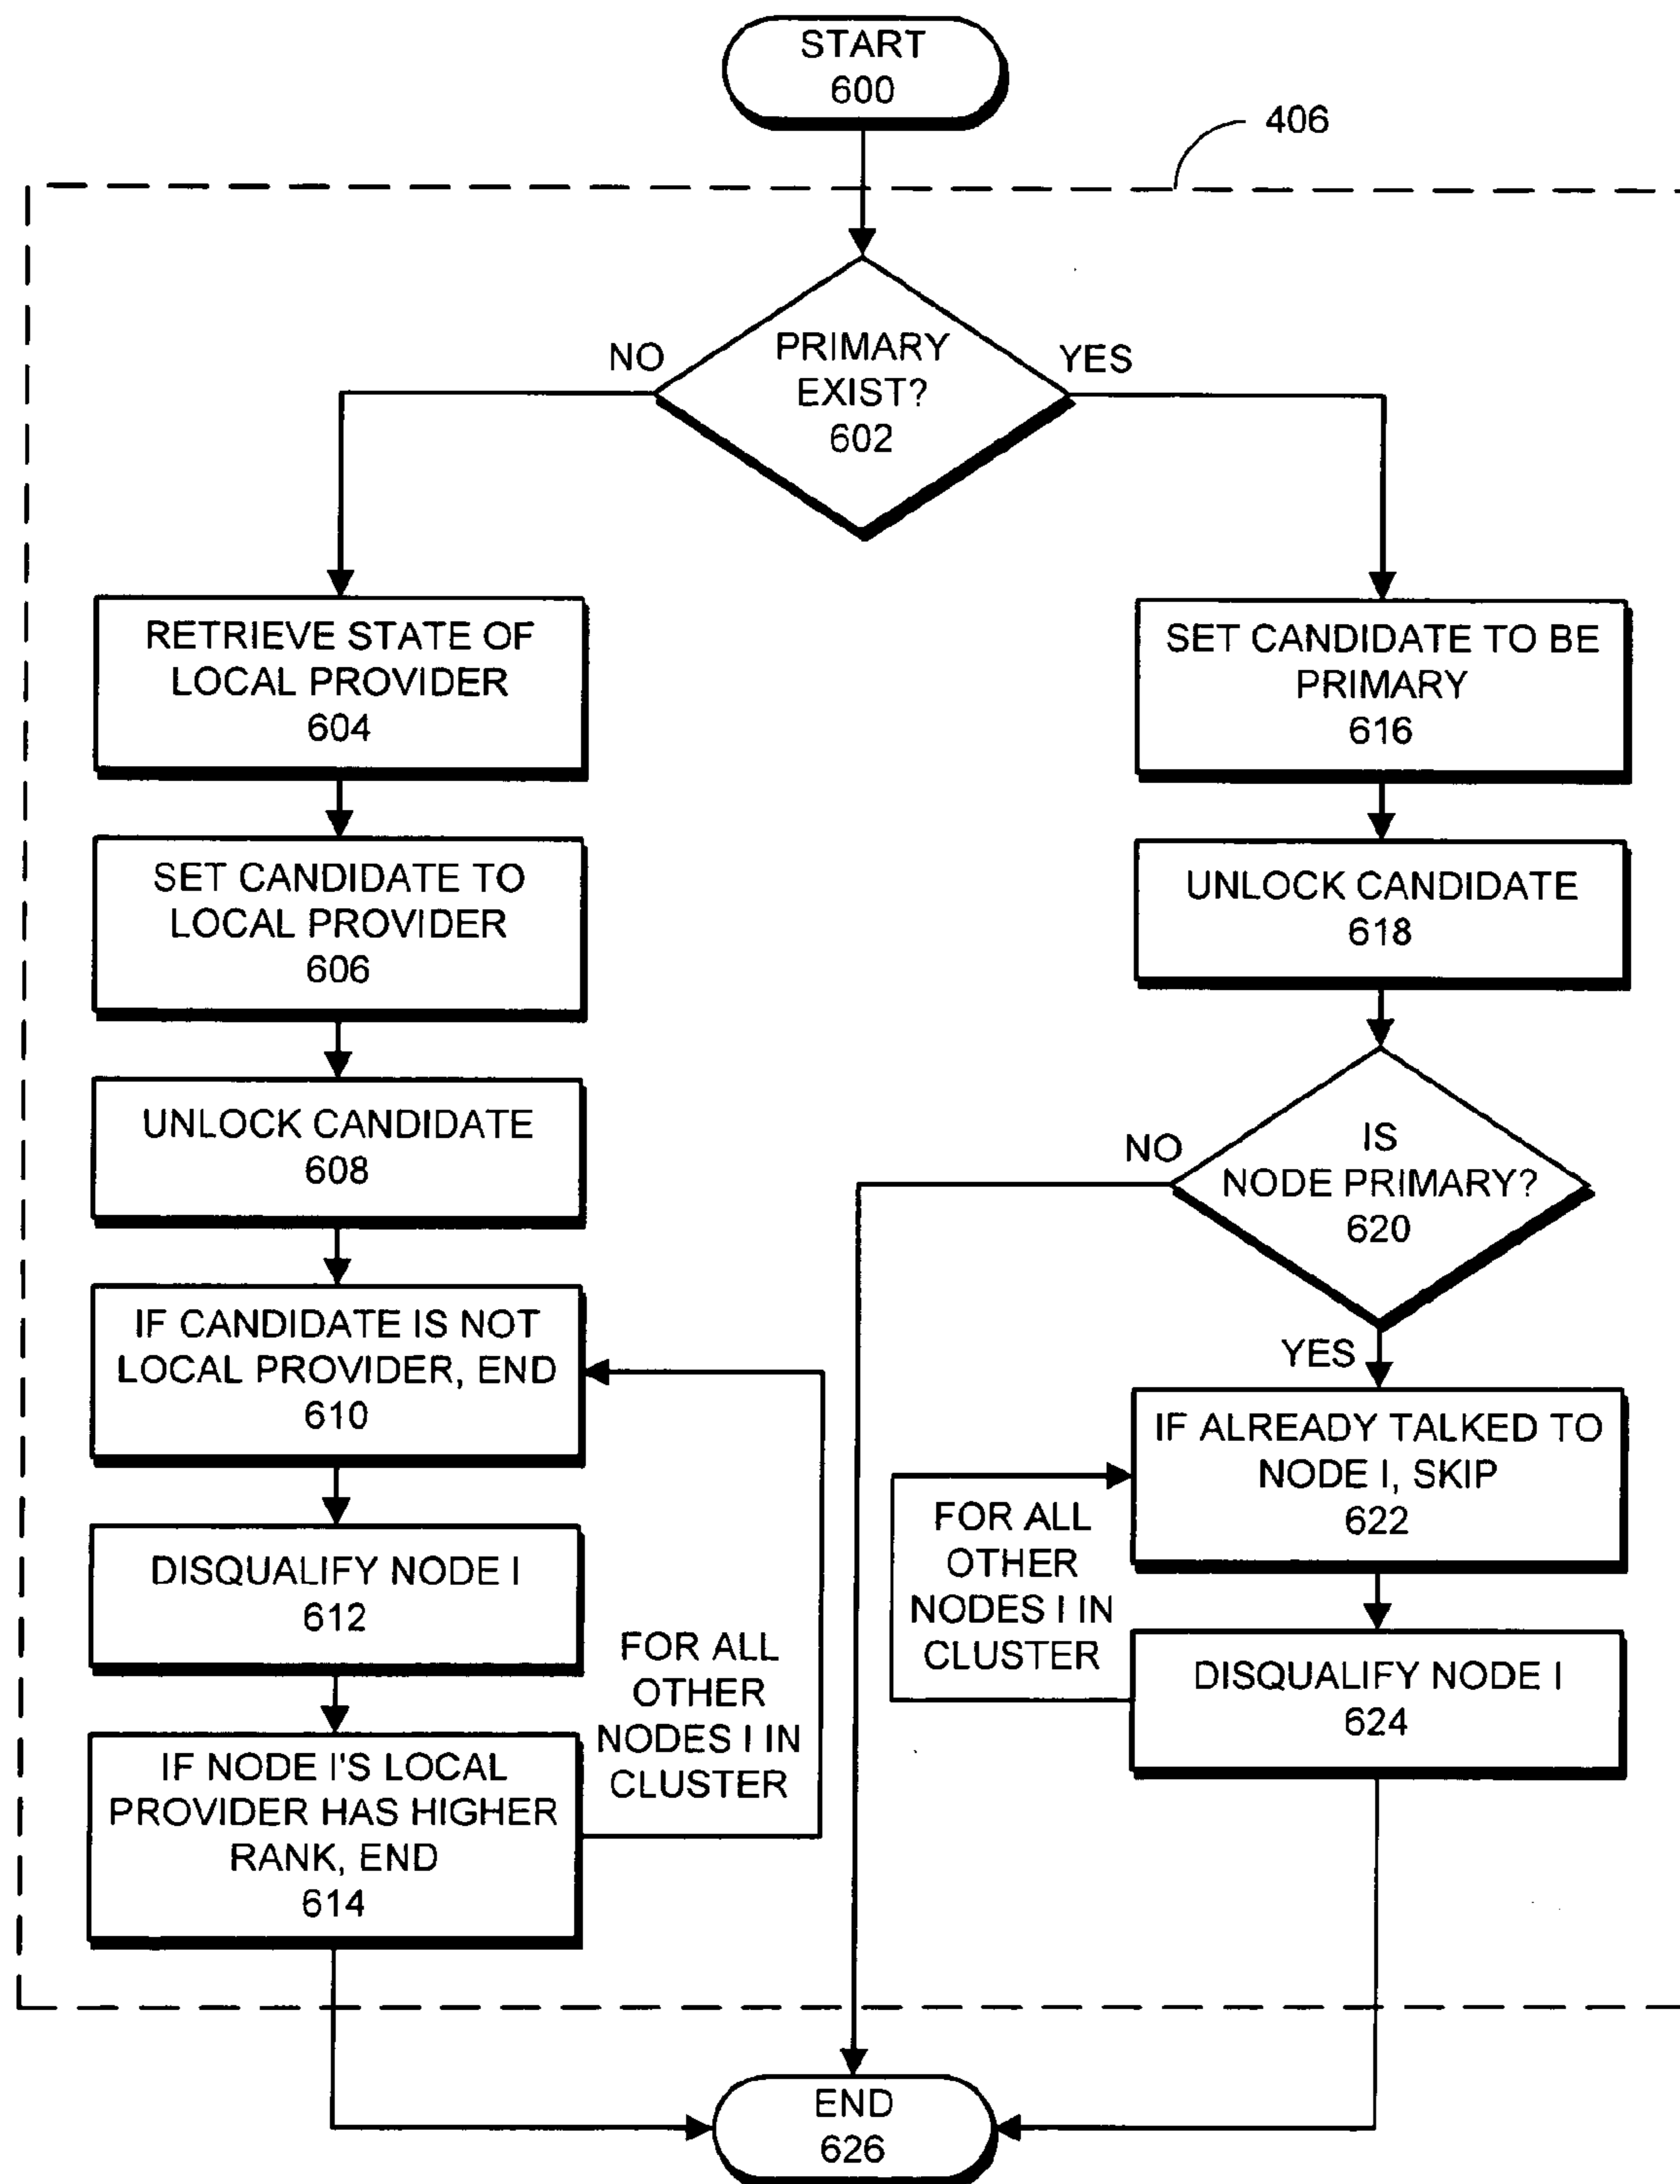 START
600
406
PRIMARY
EXIST?
602
NO
YES
RETRIEVE STATE OF
LOCAL PROVIDER
604
SET CANDIDATE TO
LOCAL PROVIDER
606
UNLOCK CANDIDATE
608
IF CANDIDATE IS NOT
LOCAL PROVIDER, END
610
DISQUALIFY NODE I
612
IF NODE I'S LOCAL
PROVIDER HAS HIGHER
RANK, END
614
FOR ALL
OTHER
NODES I IN
CLUSTER
SET CANDIDATE TO BE
PRIMARY
616
UNLOCK CANDIDATE
618
IS
NODE PRIMARY?
620
NO
YES
IF ALREADY TALKED TO
NODE I, SKIP
622
FOR ALL
OTHER
NODES I IN
CLUSTER
DISQUALIFY NODE I
624
END
626